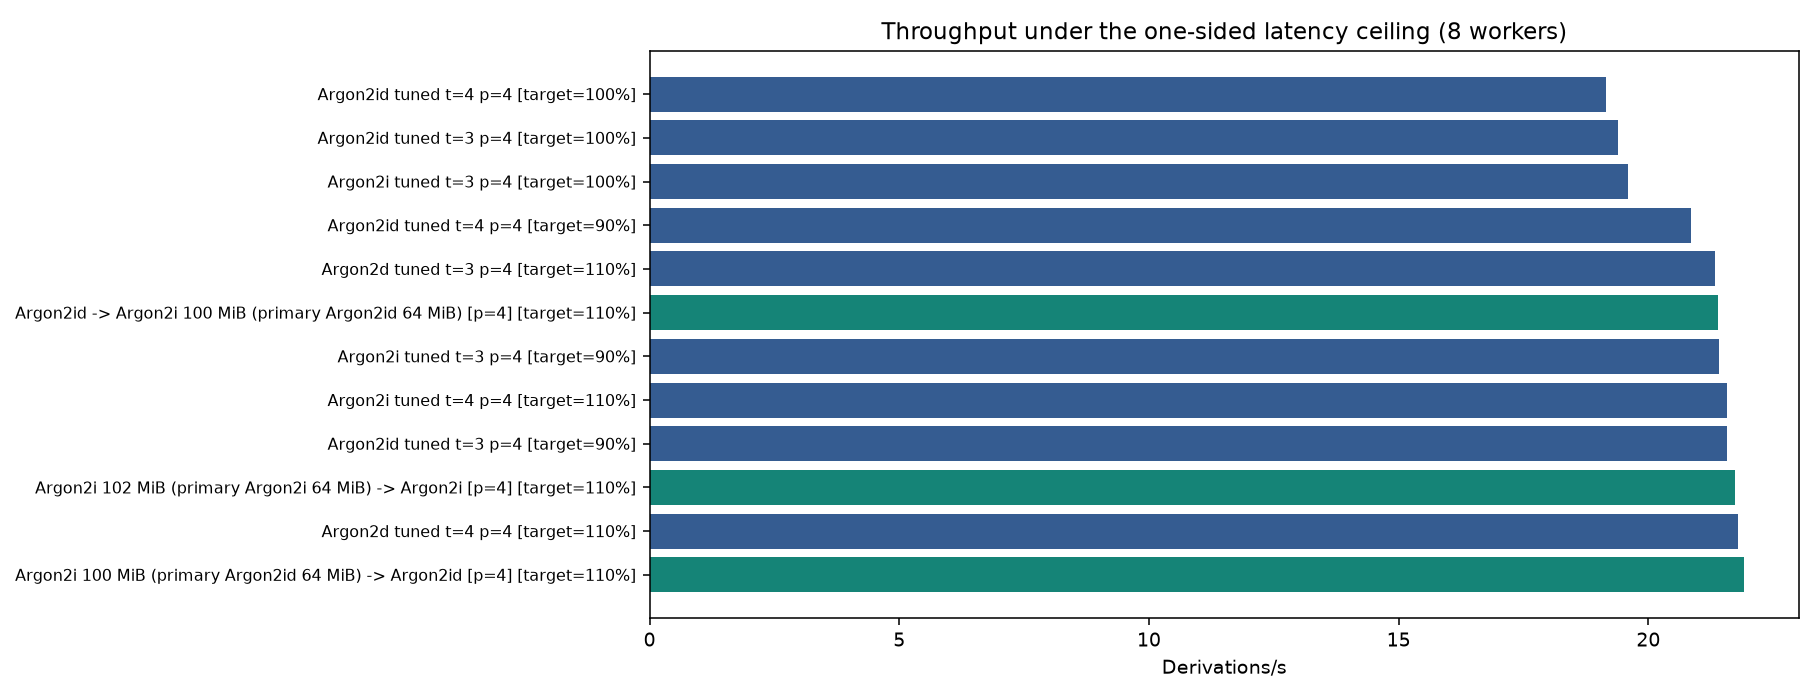 Throughput under the one-sided latency ceiling (8 workers)
Argon2id tuned t=4 p=4 [target=100%]
Argon2id tuned t=3 p=4 [target=100%]
Argon2i tuned t=3 p=4 [target=100%]
Argon2id tuned t=4 p=4 [target=90%]
Argon2d tuned t=3 p=4 [target=110%]
Argon2id -> Argon2i 100 MiB (primary Argon2id 64 MiB) [p=4] [target=110%]
Argon2i tuned t=3 p=4 [target=90%]
Argon2i tuned t=4 p=4 [target=110%]
Argon2id tuned t=3 p=4 [target=90%]
Argon2i 102 MiB (primary Argon2i 64 MiB) -> Argon2i [p=4] [target=110%]
Argon2d tuned t=4 p=4 [target=110%]
Argon2i 100 MiB (primary Argon2id 64 MiB) -> Argon2id [p=4] [target=110%]
0 5 10 15 20
Derivations/s